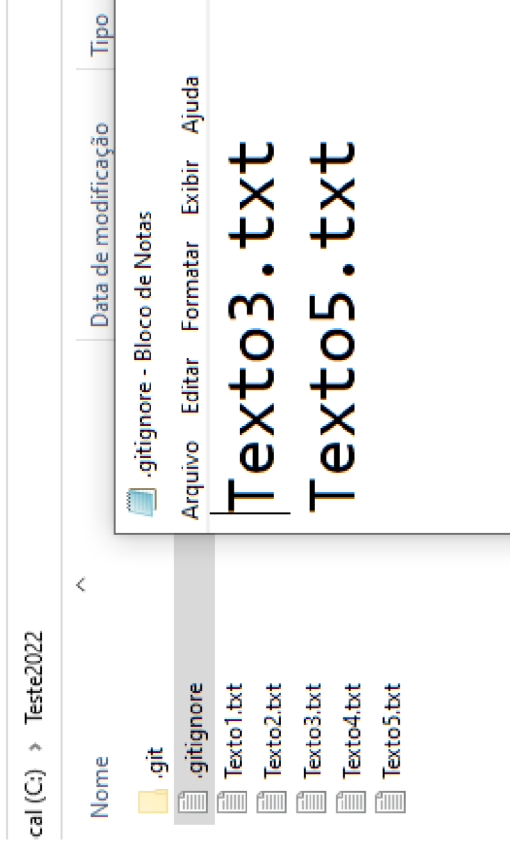 cal (C:) > Teste2022
Nome
Data de modificação
Tipo
.git
.gitignore
Texto1.txt
Texto2.txt
Texto3.txt
Texto4.txt
Texto5.txt
.gitignore - Bloco de Notas
Arquivo Editar Formatar Exibir Ajuda
Texto3.txt
Texto5.txt